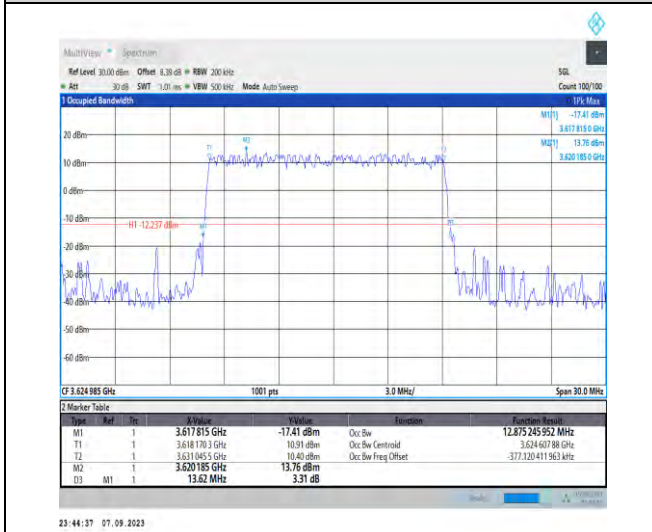 MultiView Spectrum
Ref Level 30.00 dBm Offset 8.39 dB RBW 200 kHz SGL
Att 30 dB SWT 1.01 ms VBW 500 kHz Mode Auto Sweep Count 100/100
1 Occupied Bandwidth 1Pk Max
M1[1] -17.41 dBm
3.617 815 0 GHz
M2[1] 13.76 dBm
3.620 185 0 GHz
20 dBm
T1
M2
T2
10 dBm
0 dBm
-10 dBm
H1 -12.237 dBm
M1
-20 dBm
-30 dBm
-40 dBm
-50 dBm
-60 dBm
CF 3.624 985 GHz 1001 pts 3.0 MHz/ Span 30.0 MHz
2 Marker Table
Type Ref Trc X-Value Y-Value Function Function Result
M1 1 3.617815 GHz -17.41 dBm Occ Bw 12.875 245 952 MHz
T1 1 3.618 170 3 GHz 10.91 dBm Occ Bw Centroid 3.624 607 88 GHz
T2 1 3.631 045 5 GHz 10.40 dBm Occ Bw Freq Offset -377.120 411 963 kHz
M2 1 3.620185 GHz 13.76 dBm
D3 M1 1 13.62 MHz 3.31 dB
23:44:37 07.09.2023